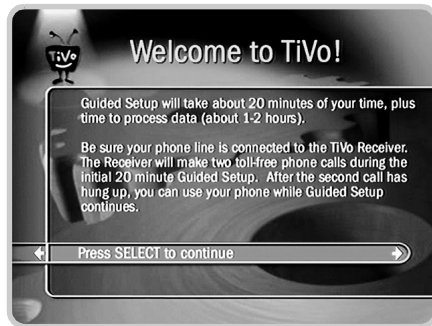 TiVo
Welcome to TiVo!
Guided Setup will take about 20 minutes of your time, plus
time to process data (about 1-2 hours).
Be sure your phone line is connected to the TiVo Receiver.
The Receiver will make two toll-free phone calls during the
initial 20 minute Guided Setup. After the second call has
hung up, you can use your phone while Guided Setup
continues.
Press SELECT to continue